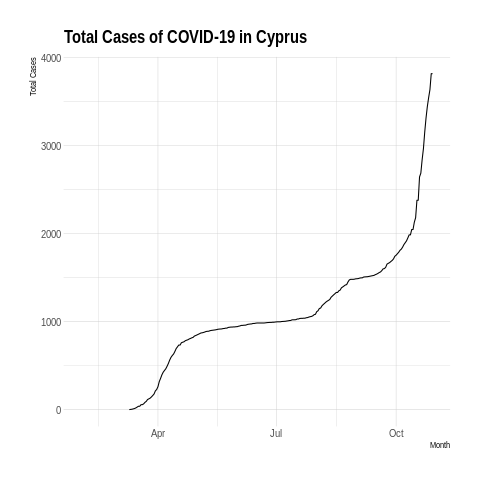 Total Cases of COVID-19 in Cyprus
Total Cases
4000
3000
2000
1000
0
Apr
Jul
Oct
Month